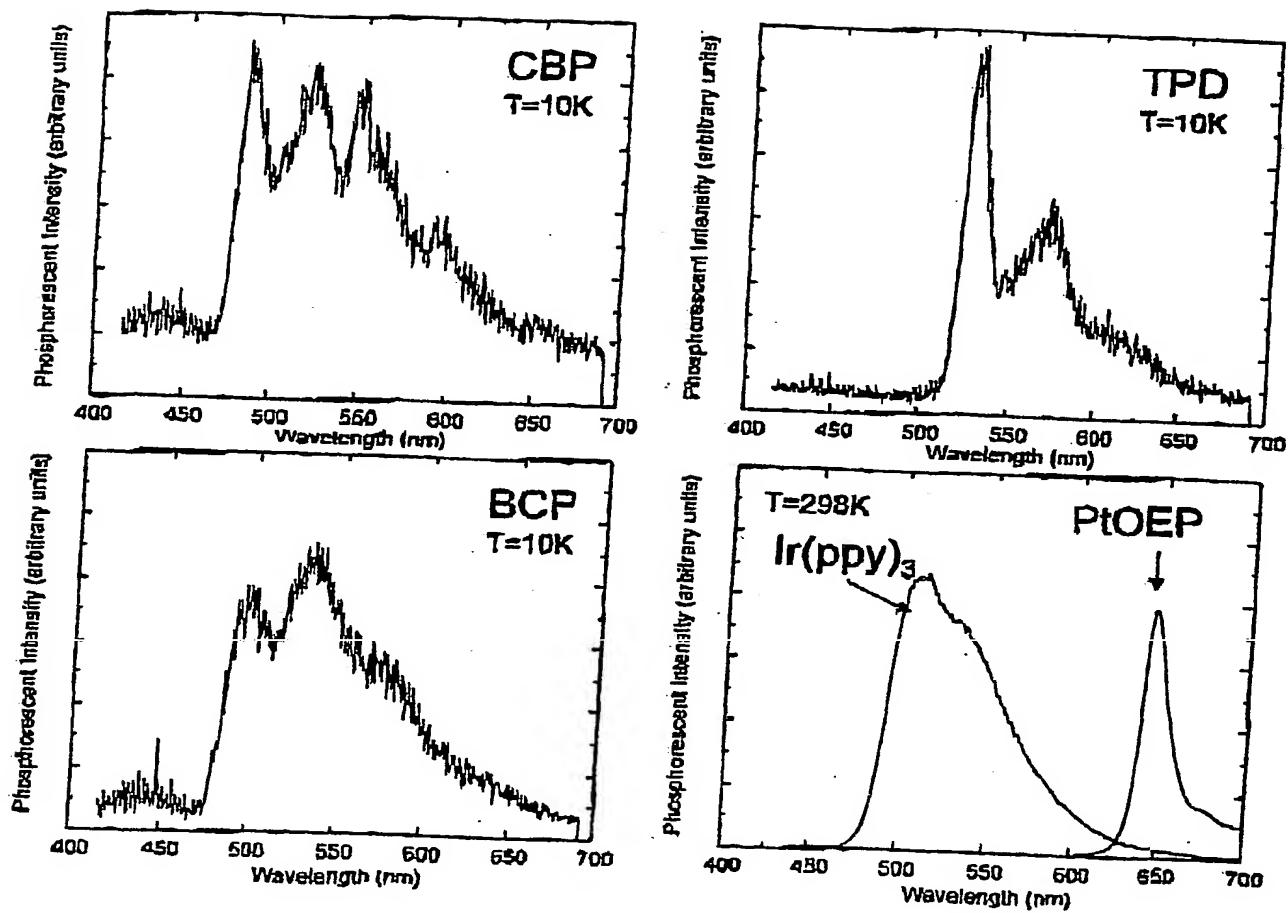 Phosphorescent Intensity (arbitrary units)
CBP
T=10K
400 450 500 550 600 650 700
Wavelength (nm)
Phosphorescent Intensity (arbitrary units)
TPD
T=10K
400 450 500 550 600 650 700
Wavelength (nm)
Phosphorescent Intensity (arbitrary units)
BCP
T=10K
400 450 500 550 600 650 700
Wavelength (nm)
Phosphorescent Intensity (arbitrary units)
T=298K
PtOEP
Ir(ppy)₃
400 450 500 550 600 650 700
Wavelength (nm)